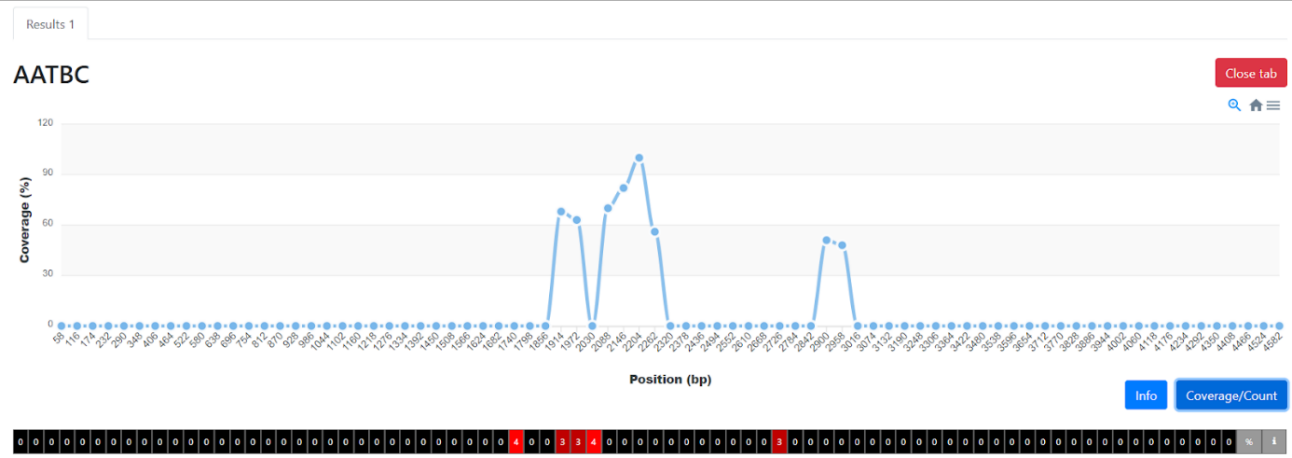 Results 1
AATBC
Close tab
120
90
60
30
0
Coverage (%)
58 116 174 232 290 348 406 464 522 580 638 696 754 812 870 928 986 1044 1102 1160 1218 1276 1334 1392 1450 1508 1566 1624 1682 1740 1798 1856 1914 1972 2030 2088 2146 2204 2262 2320 2378 2436 2494 2552 2610 2668 2726 2784 2842 2900 2958 3016 3074 3132 3190 3248 3306 3364 3422 3480 3538 3596 3654 3712 3770 3828 3886 3944 4002 4060 4118 4176 4234 4292 4350 4408 4466 4524 4582
Position (bp)
Info Coverage/Count
0 0 0 0 0 0 0 0 0 0 0 0 0 0 0 0 0 0 0 0 0 0 0 0 0 0 0 0 0 0 0 0 4 0 0 3 3 4 0 0 0 0 0 0 0 0 0 0 0 3 0 0 0 0 0 0 0 0 0 0 0 0 0 0 0 0 0 0 0 0 0 0 0 0 0 0 0 0 0 % i